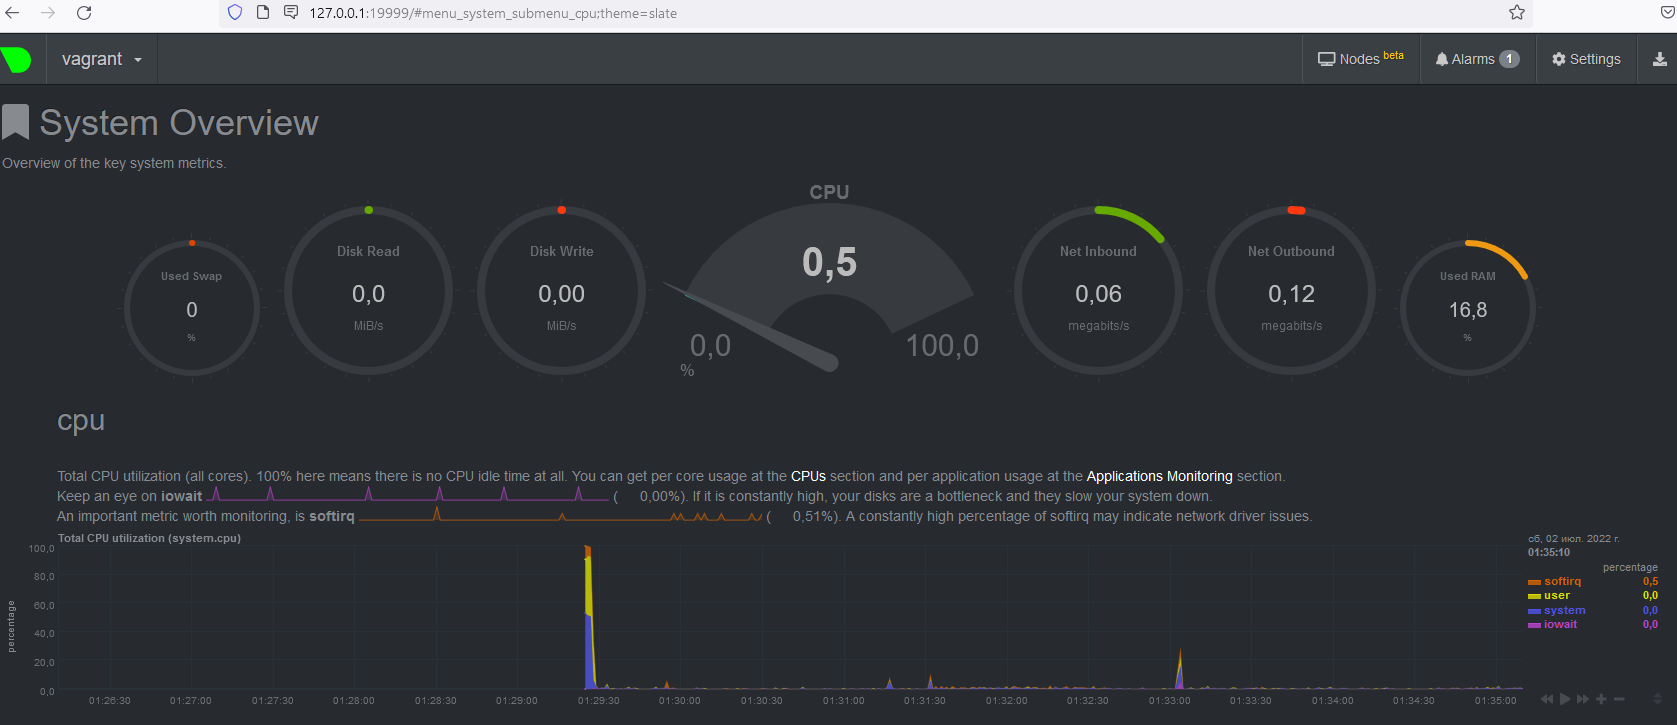 127.0.0.1:19999/#menu_system_submenu_cpu;theme=slate
vagrant
Nodes beta
Alarms 1
Settings
System Overview
Overview of the key system metrics.
Used Swap
0
%
Disk Read
0,0
MiB/s
Disk Write
0,00
MiB/s
CPU
0,5
0,0
100,0
%
Net Inbound
0,06
megabits/s
Net Outbound
0,12
megabits/s
Used RAM
16,8
%
cpu
Total CPU utilization (all cores). 100% here means there is no CPU idle time at all. You can get per core usage at the CPUs section and per application usage at the Applications Monitoring section.
Keep an eye on iowait ( 0,00%). If it is constantly high, your disks are a bottleneck and they slow your system down.
An important metric worth monitoring, is softirq ( 0,51%). A constantly high percentage of softirq may indicate network driver issues.
Total CPU utilization (system.cpu)
percentage
100,0
80,0
60,0
40,0
20,0
0,0
01:26:30 01:27:00 01:27:30 01:28:00 01:28:30 01:29:00 01:29:30 01:30:00 01:30:30 01:31:00 01:31:30 01:32:00 01:32:30 01:33:00 01:33:30 01:34:00 01:34:30 01:35:00
сб, 02 июл. 2022 г.
01:35:10
percentage
softirq 0,5
user 0,0
system 0,0
iowait 0,0